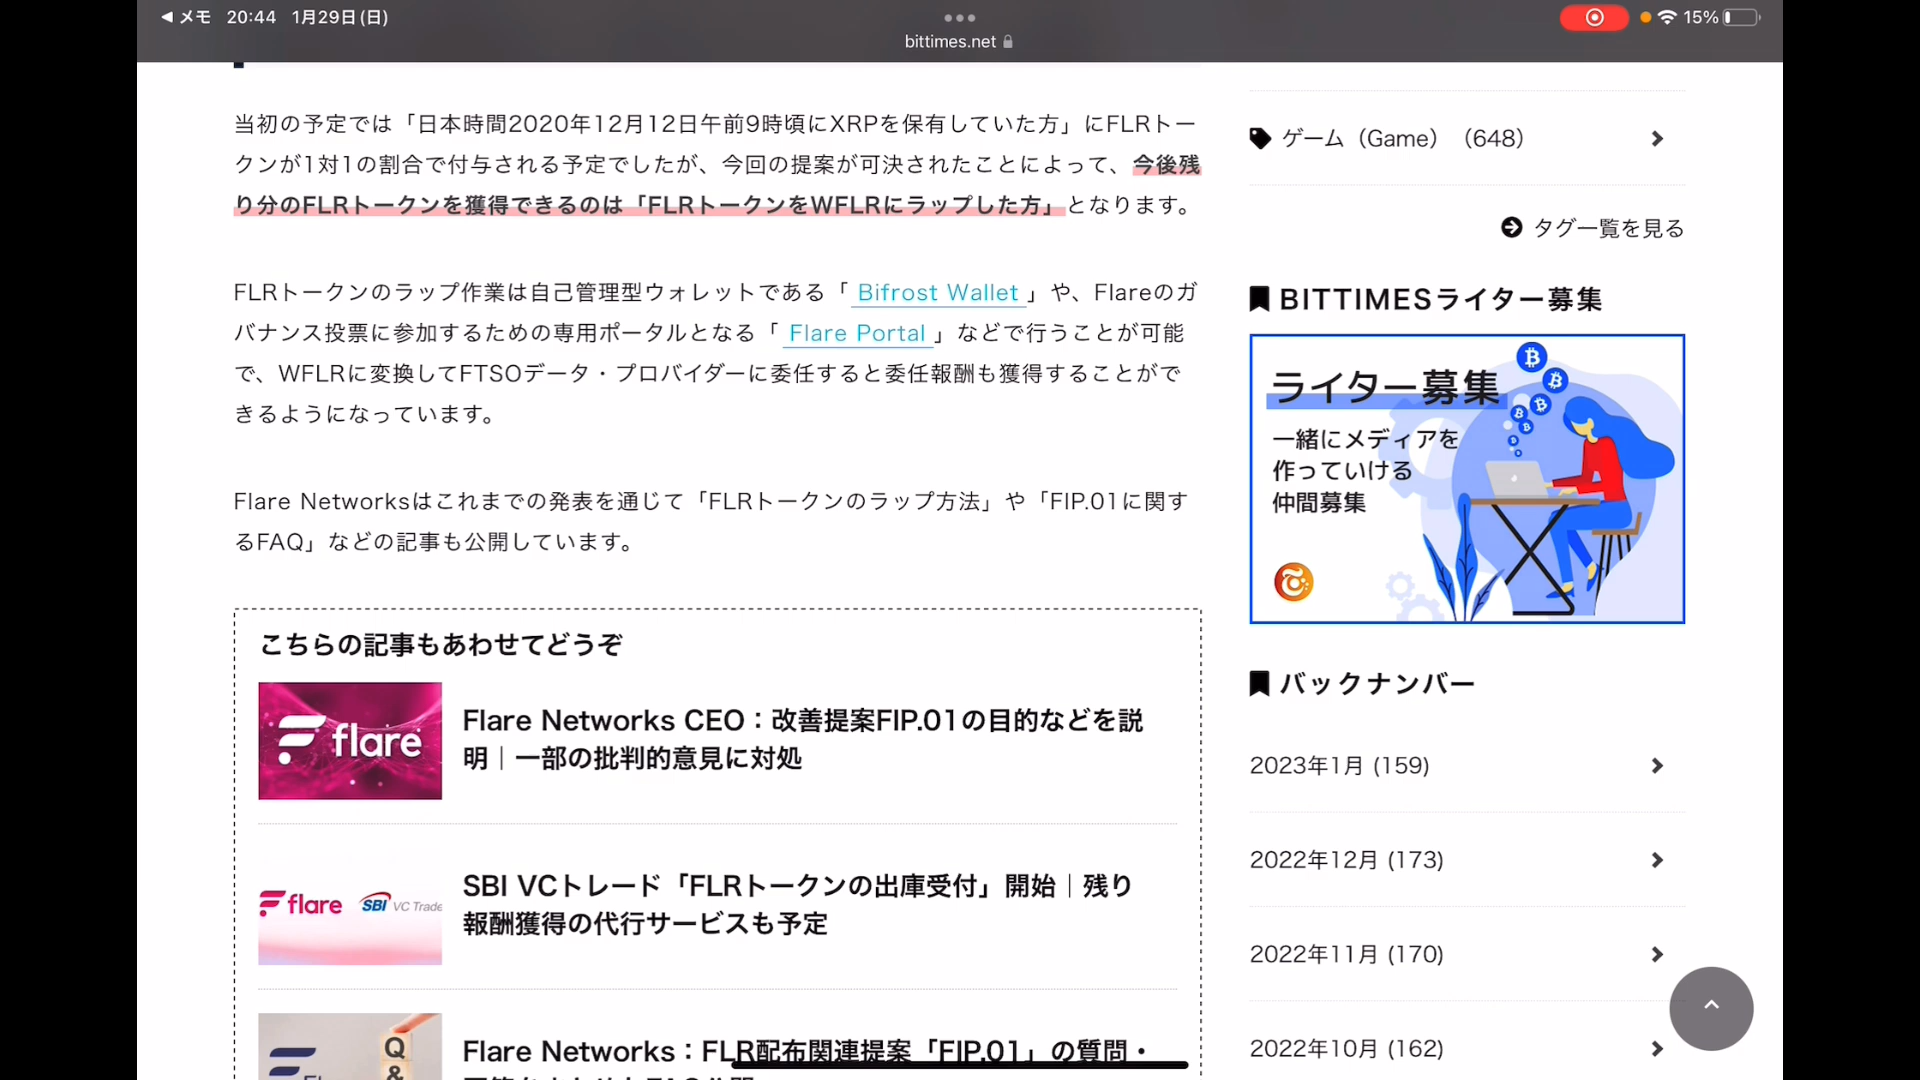 メモ 20:44 1月29日(日)
15%
bittimes.net
当初の予定では「日本時間2020年12月12日午前9時頃にXRPを保有していた方」にFLRトー
クンが1対1の割合で付与される予定でしたが、今回の提案が可決されたことによって、今後残
り分のFLRトークンを獲得できるのは「FLRトークンをWFLRにラップした方」となります。
FLRトークンのラップ作業は自己管理型ウォレットである「 Bifrost Wallet 」や、Flareのガ
バナンス投票に参加するための専用ポータルとなる「 Flare Portal 」などで行うことが可能
で、WFLRに変換してFTSOデータ・プロバイダーに委任すると委任報酬も獲得することがで
きるようになっています。
Flare Networksはこれまでの発表を通じて「FLRトークンのラップ方法」や「FIP.01に関す
るFAQ」などの記事も公開しています。
こちらの記事もあわせてどうぞ
flare
Flare Networks CEO：改善提案FIP.01の目的などを説
明｜一部の批判的意見に対処
flare SBI VC Trade
SBI VCトレード「FLRトークンの出庫受付」開始｜残り
報酬獲得の代行サービスも予定
Q
&
Flare Networks：FLR配布関連提案「FIP.01」の質問・
ゲーム（Game）（648）
タグ一覧を見る
BITTIMESライター募集
ライター募集
一緒にメディアを
作っていける
仲間募集
バックナンバー
2023年1月 (159)
2022年12月 (173)
2022年11月 (170)
2022年10月 (162)